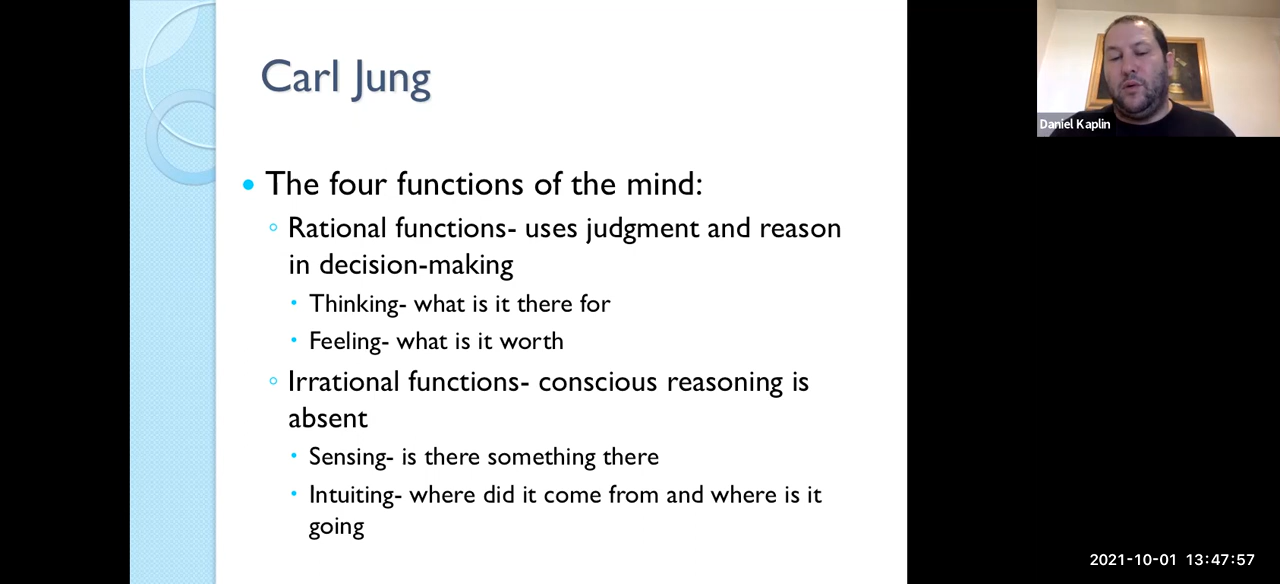 Carl Jung
The four functions of the mind:
Rational functions- uses judgment and reason
in decision-making
Thinking- what is it there for
Feeling- what is it worth
Irrational functions- conscious reasoning is
absent
Sensing- is there something there
Intuiting- where did it come from and where is it
going
Daniel Kaplin
2021-10-01 13:47:57